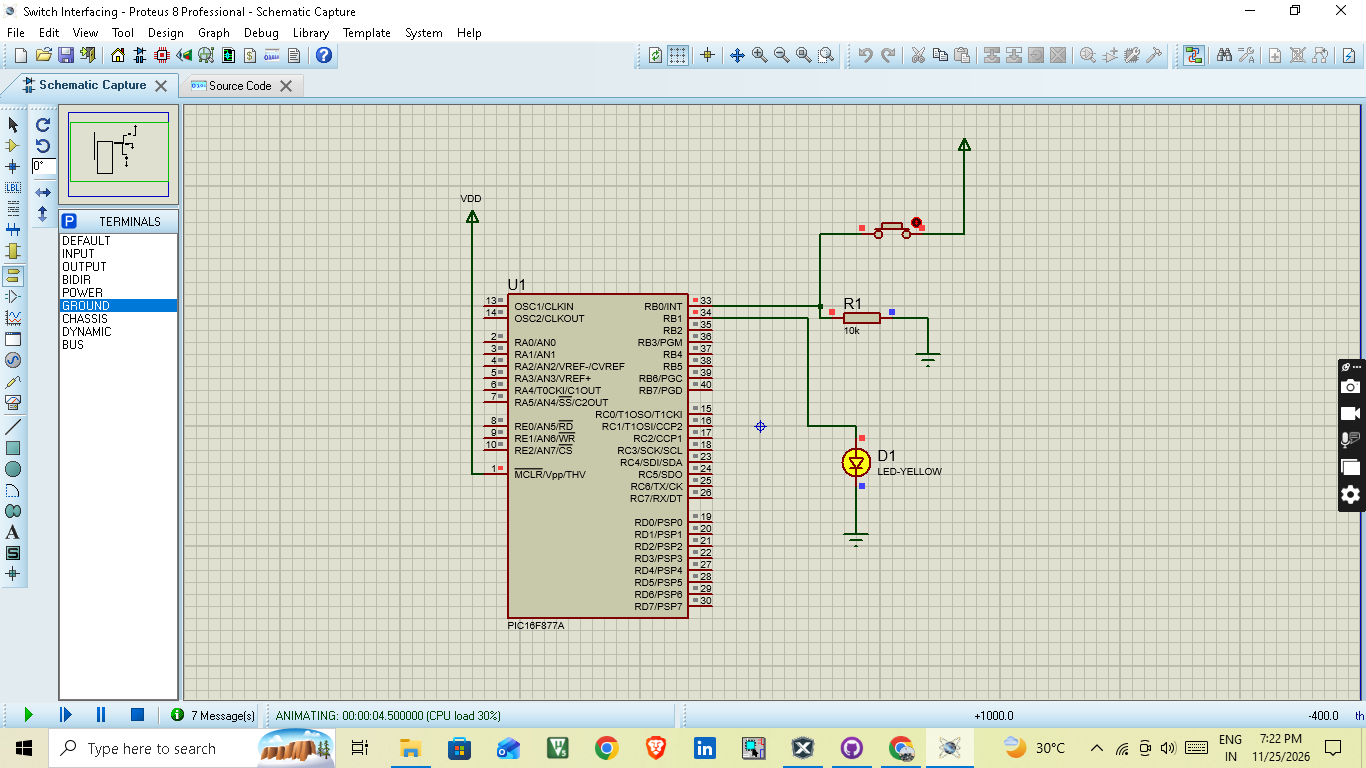 Switch Interfacing - Proteus 8 Professional - Schematic Capture
File Edit View Tool Design Graph Debug Library Template System Help
Schematic Capture
Source Code
0°
LBL
P TERMINALS
DEFAULT
INPUT
OUTPUT
BIDIR
POWER
GROUND
CHASSIS
DYNAMIC
BUS
A
S
VDD
U1
13 OSC1/CLKIN
14 OSC2/CLKOUT
2 RA0/AN0
3 RA1/AN1
4 RA2/AN2/VREF-/CVREF
5 RA3/AN3/VREF+
6 RA4/T0CKI/C1OUT
7 RA5/AN4/SS/C2OUT
8 RE0/AN5/RD
9 RE1/AN6/WR
10 RE2/AN7/CS
1 MCLR/Vpp/THV
RB0/INT 33
RB1 34
RB2 35
RB3/PGM 36
RB4 37
RB5 38
RB6/PGC 39
RB7/PGD 40
RC0/T1OSO/T1CKI 15
RC1/T1OSI/CCP2 16
RC2/CCP1 17
RC3/SCK/SCL 18
RC4/SDI/SDA 23
RC5/SDO 24
RC6/TX/CK 25
RC7/RX/DT 26
RD0/PSP0 19
RD1/PSP1 20
RD2/PSP2 21
RD3/PSP3 22
RD4/PSP4 27
RD5/PSP5 28
RD6/PSP6 29
RD7/PSP7 30
PIC16F877A
R1
10k
D1
LED-YELLOW
7 Message(s)
ANIMATING: 00:00:04.500000 (CPU load 30%)
+1000.0
-400.0
th
Type here to search
30°C
ENG
IN
7:22 PM
11/25/2026